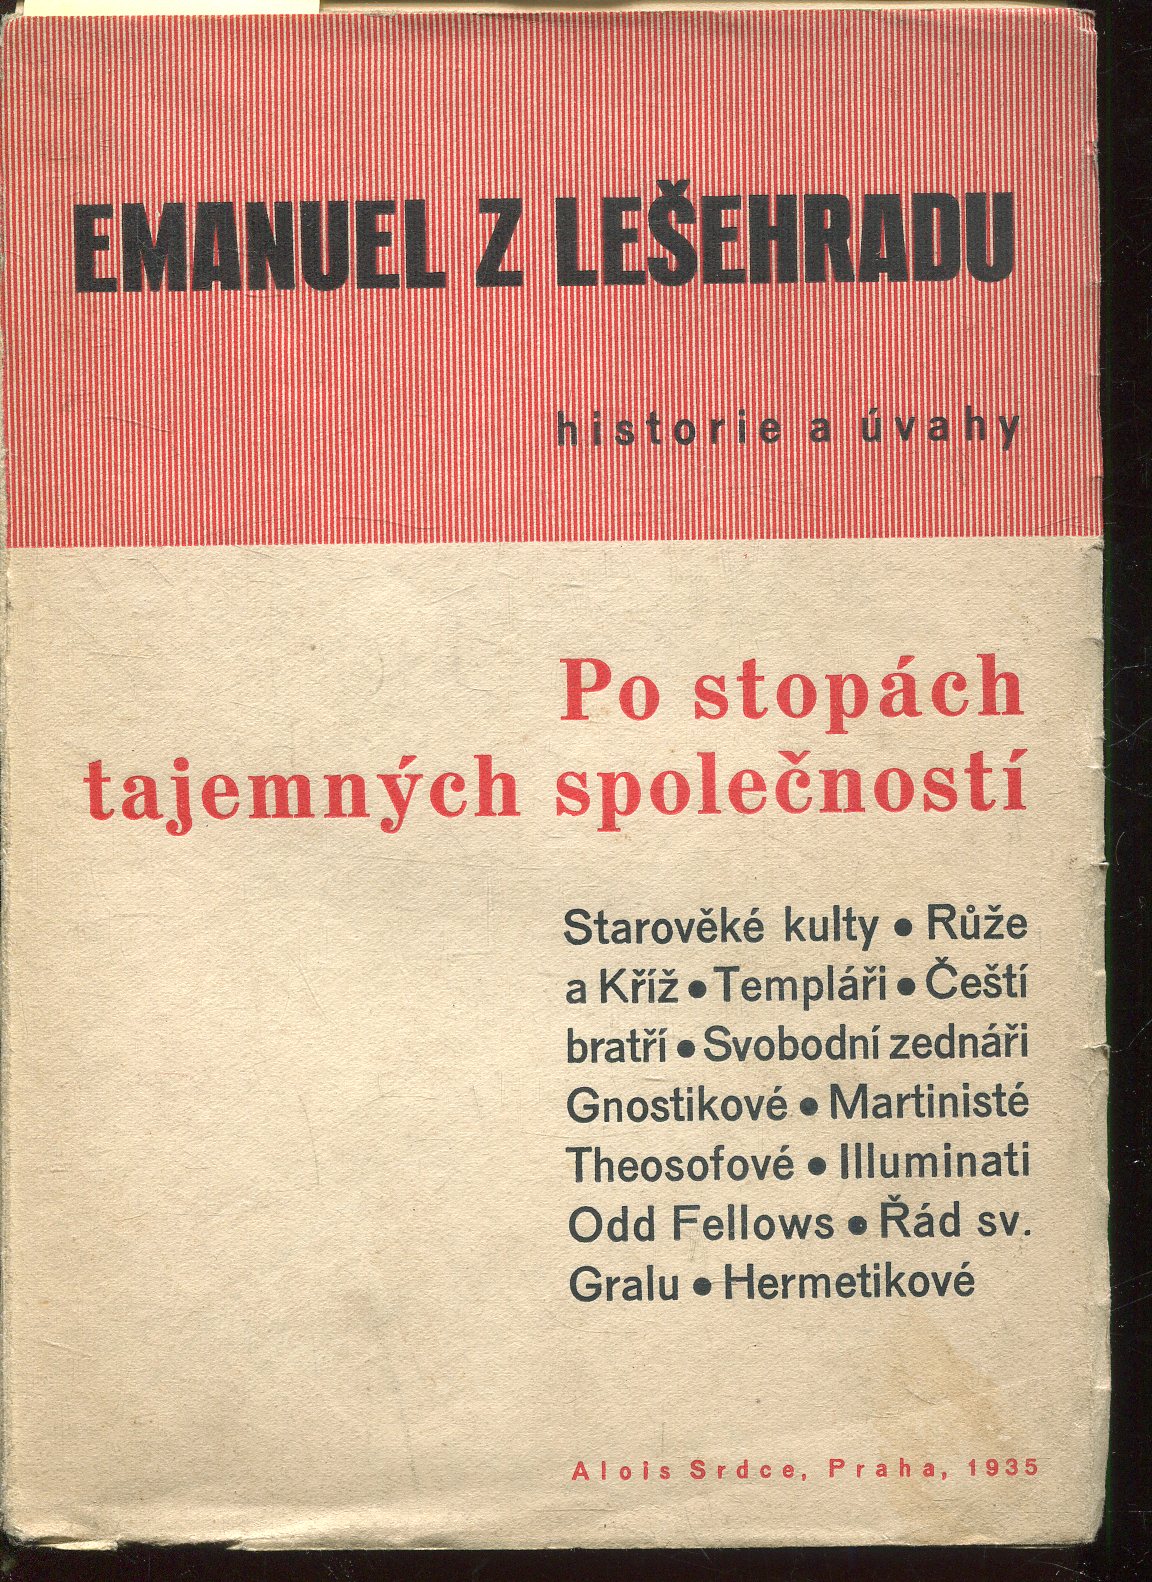 EMANUEL Z LEŠEHRADU
historie a úvahy
Po stopách
tajemných společností
Starověké kulty • Růže
a Kříž • Templáři • Čeští
bratří • Svobodní zednáři
Gnostikové • Martinisté
Theosofové • Illuminati
Odd Fellows • Řád sv.
Gralu • Hermetikové
Alois Srdce, Praha, 1935